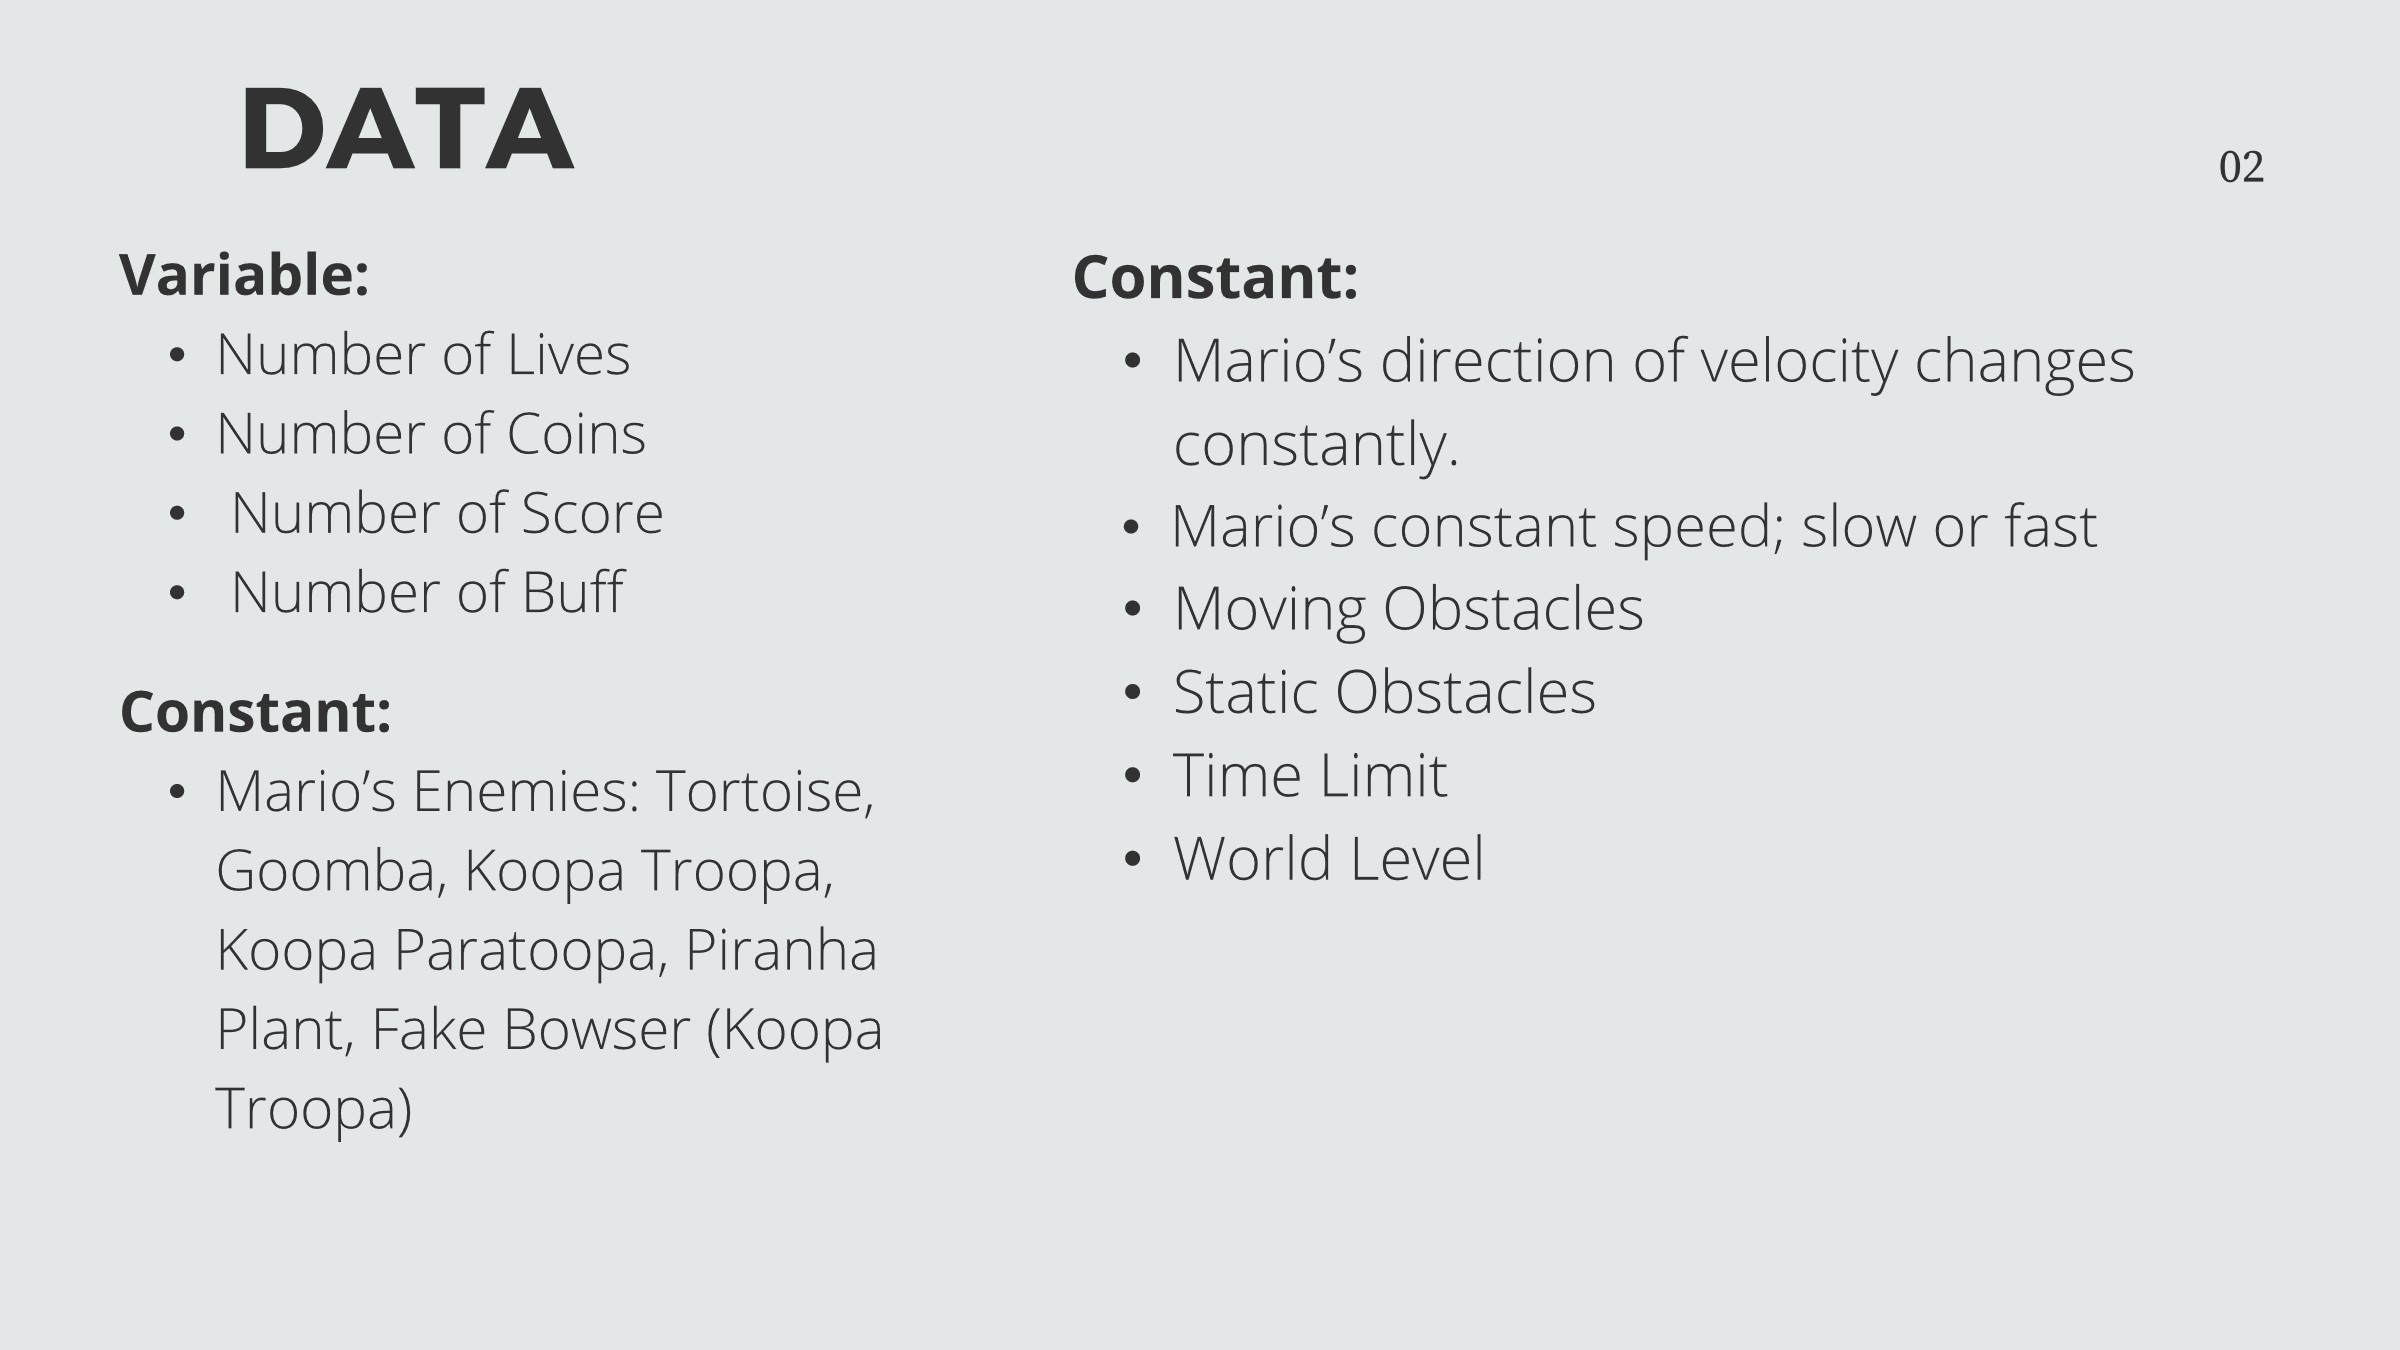 DATA
02
Variable:
• Number of Lives
• Number of Coins
• Number of Score
• Number of Buff
Constant:
• Mario’s Enemies: Tortoise,
Goomba, Koopa Troopa,
Koopa Paratoopa, Piranha
Plant, Fake Bowser (Koopa
Troopa)
Constant:
• Mario’s direction of velocity changes
constantly.
• Mario’s constant speed; slow or fast
• Moving Obstacles
• Static Obstacles
• Time Limit
• World Level